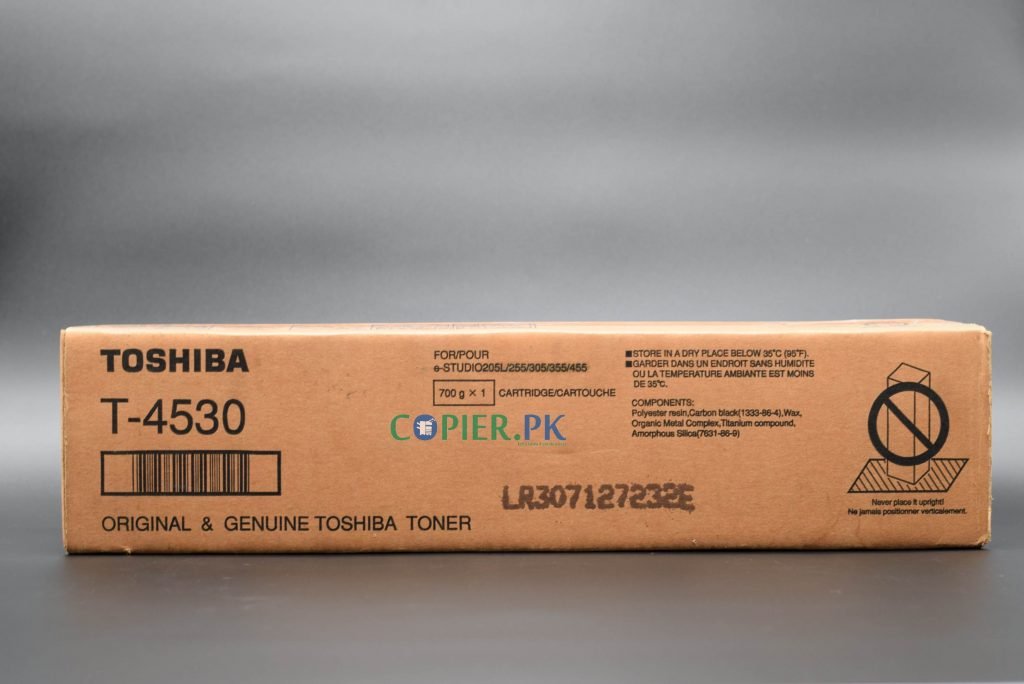 TOSHIBA
T-4530
ORIGINAL & GENUINE TOSHIBA TONER
FOR/POUR
e-STUDIO205L/255/305/355/455
700 g × 1 CARTRIDGE/CARTOUCHE
COPIER.PK
LR307127232E
■STORE IN A DRY PLACE BELOW 35°C (95°F).
■GARDER DANS UN ENDROIT SANS HUMIDITE
OU LA TEMPERATURE AMBIANTE EST MOINS
DE 35°C.
COMPONENTS:
Polyester resin,Carbon black(1333-86-4),Wax,
Organic Metal Complex,Titanium compound,
Amorphous Silica(7631-86-9)
Never place it upright!
Ne jamais positionner verticalement.